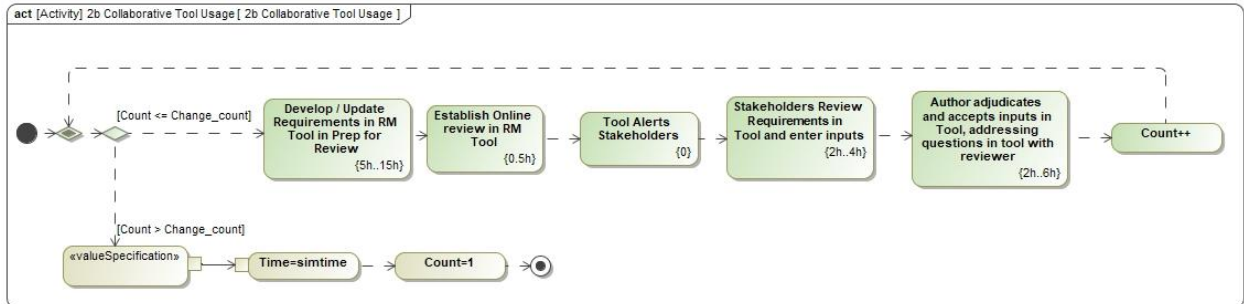 act [Activity] 2b Collaborative Tool Usage [ 2b Collaborative Tool Usage ]
[Count <= Change_count]
Develop / Update
Requirements in RM
Tool in Prep for
Review
{5h..15h}
Establish Online
review in RM
Tool
{0.5h}
Tool Alerts
Stakeholders
{0}
Stakeholders Review
Requirements in
Tool and enter inputs
{2h..4h}
Author adjudicates
and accepts inputs in
Tool, addressing
questions in tool with
reviewer
{2h..6h}
Count++
[Count > Change_count]
«valueSpecification»
Time=simtime
Count=1